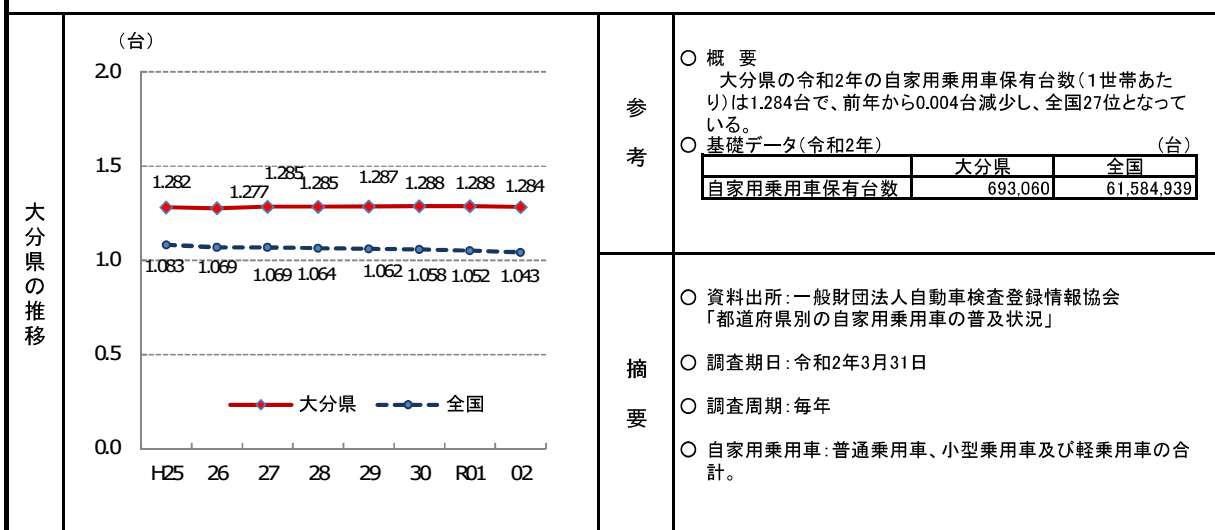 大分県の推移
（台）
2.0
1.5
1.0
0.5
0.0
1.282 1.277 1.285 1.285 1.287 1.288 1.288 1.284
1.083 1.069 1.069 1.064 1.062 1.058 1.052 1.043
大分県 全国
H25 26 27 28 29 30 R01 02
参考
○ 概 要
大分県の令和2年の自家用乗用車保有台数（1世帯あた
り）は1.284台で、前年から0.004台減少し、全国27位となって
いる。
○ 基礎データ（令和2年） （台）
大分県 全国
自家用乗用車保有台数 693,060 61,584,939
摘要
○ 資料出所：一般財団法人自動車検査登録情報協会
「都道府県別の自家用乗用車の普及状況」
○ 調査期日：令和2年3月31日
○ 調査周期：毎年
○ 自家用乗用車：普通乗用車、小型乗用車及び軽乗用車の合
計。